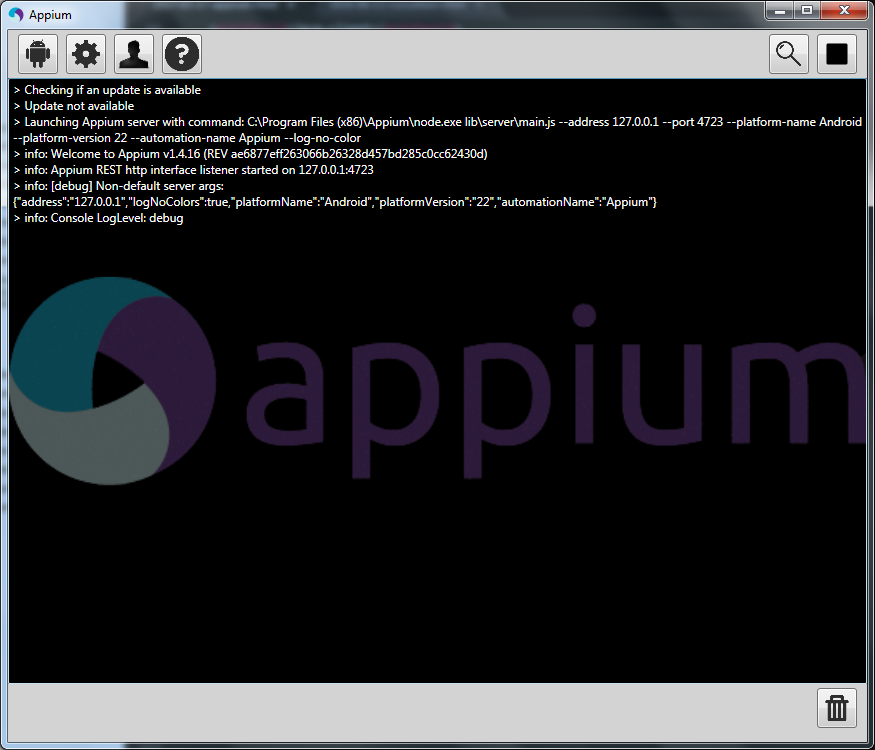 Appium
> Checking if an update is available
> Update not available
> Launching Appium server with command: C:\Program Files (x86)\Appium\node.exe lib\server\main.js --address 127.0.0.1 --port 4723 --platform-name Android
--platform-version 22 --automation-name Appium --log-no-color
> info: Welcome to Appium v1.4.16 (REV ae6877eff263066b26328d457bd285c0cc62430d)
> info: Appium REST http interface listener started on 127.0.0.1:4723
> info: [debug] Non-default server args:
{"address":"127.0.0.1","logNoColors":true,"platformName":"Android","platformVersion":"22","automationName":"Appium"}
> info: Console LogLevel: debug
appium